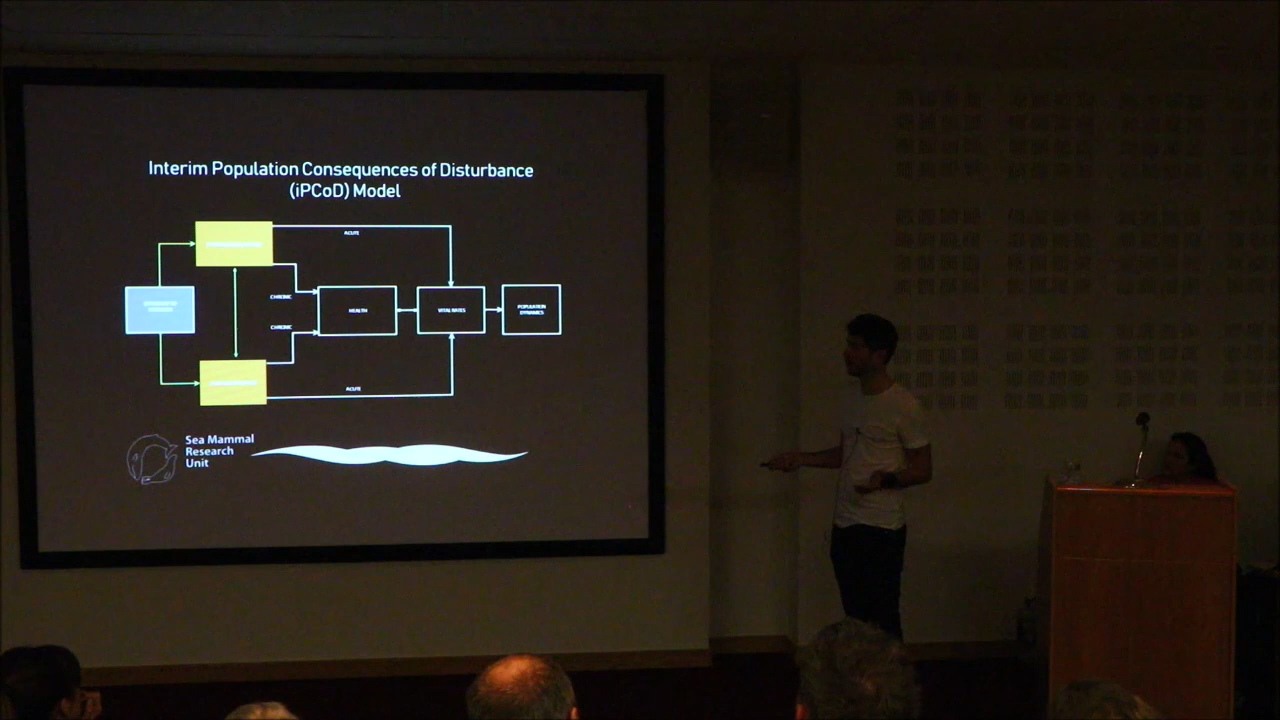 Interim Population Consequences of Disturbance
(iPCoD) Model
ACUTE
CHRONIC
HEALTH
VITAL RATES
POPULATION
DYNAMICS
CHRONIC
ACUTE
Sea Mammal
Research
Unit